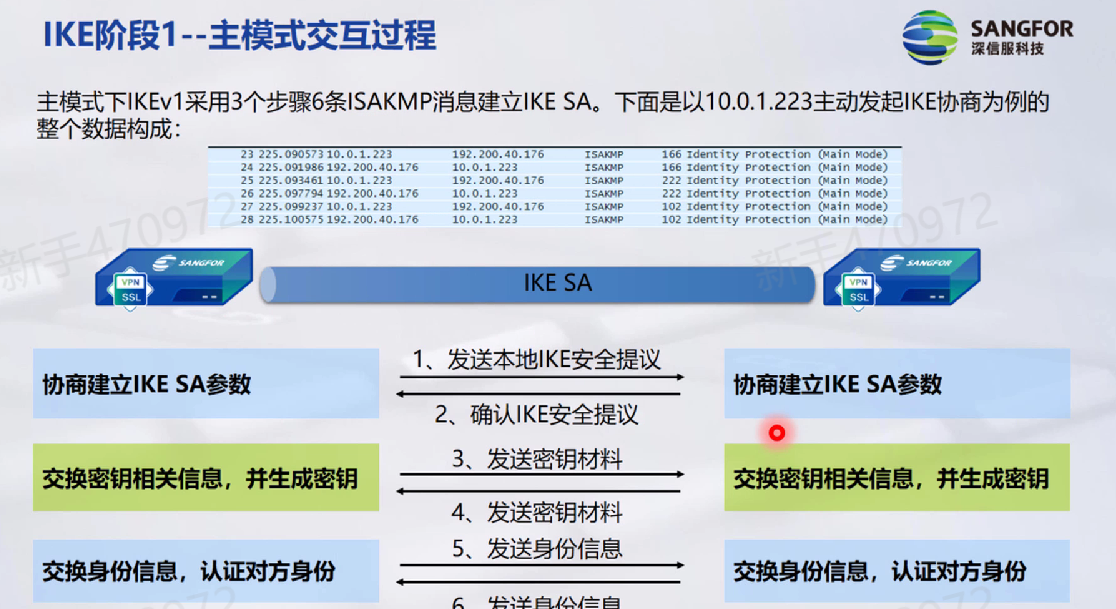 IKE阶段1--主模式交互过程
SANGFOR
深信服科技
主模式下IKEv1采用3个步骤6条ISAKMP消息建立IKE SA。下面是以10.0.1.223主动发起IKE协商为例的
整个数据构成：
23 225.090573 10.0.1.223 192.200.40.176 ISAKMP 166 Identity Protection (Main Mode)
24 225.091986 192.200.40.176 10.0.1.223 ISAKMP 166 Identity Protection (Main Mode)
25 225.093461 10.0.1.223 192.200.40.176 ISAKMP 222 Identity Protection (Main Mode)
26 225.097794 192.200.40.176 10.0.1.223 ISAKMP 222 Identity Protection (Main Mode)
27 225.099237 10.0.1.223 192.200.40.176 ISAKMP 102 Identity Protection (Main Mode)
28 225.100575 192.200.40.176 10.0.1.223 ISAKMP 102 Identity Protection (Main Mode)
新手470972
新手470972
SANGFOR
VPN
SSL
IKE SA
SANGFOR
VPN
SSL
协商建立IKE SA参数
1、发送本地IKE安全提议
2、确认IKE安全提议
协商建立IKE SA参数
交换密钥相关信息，并生成密钥
3、发送密钥材料
4、发送密钥材料
交换密钥相关信息，并生成密钥
交换身份信息，认证对方身份
5、发送身份信息
6、发送身份信息
交换身份信息，认证对方身份